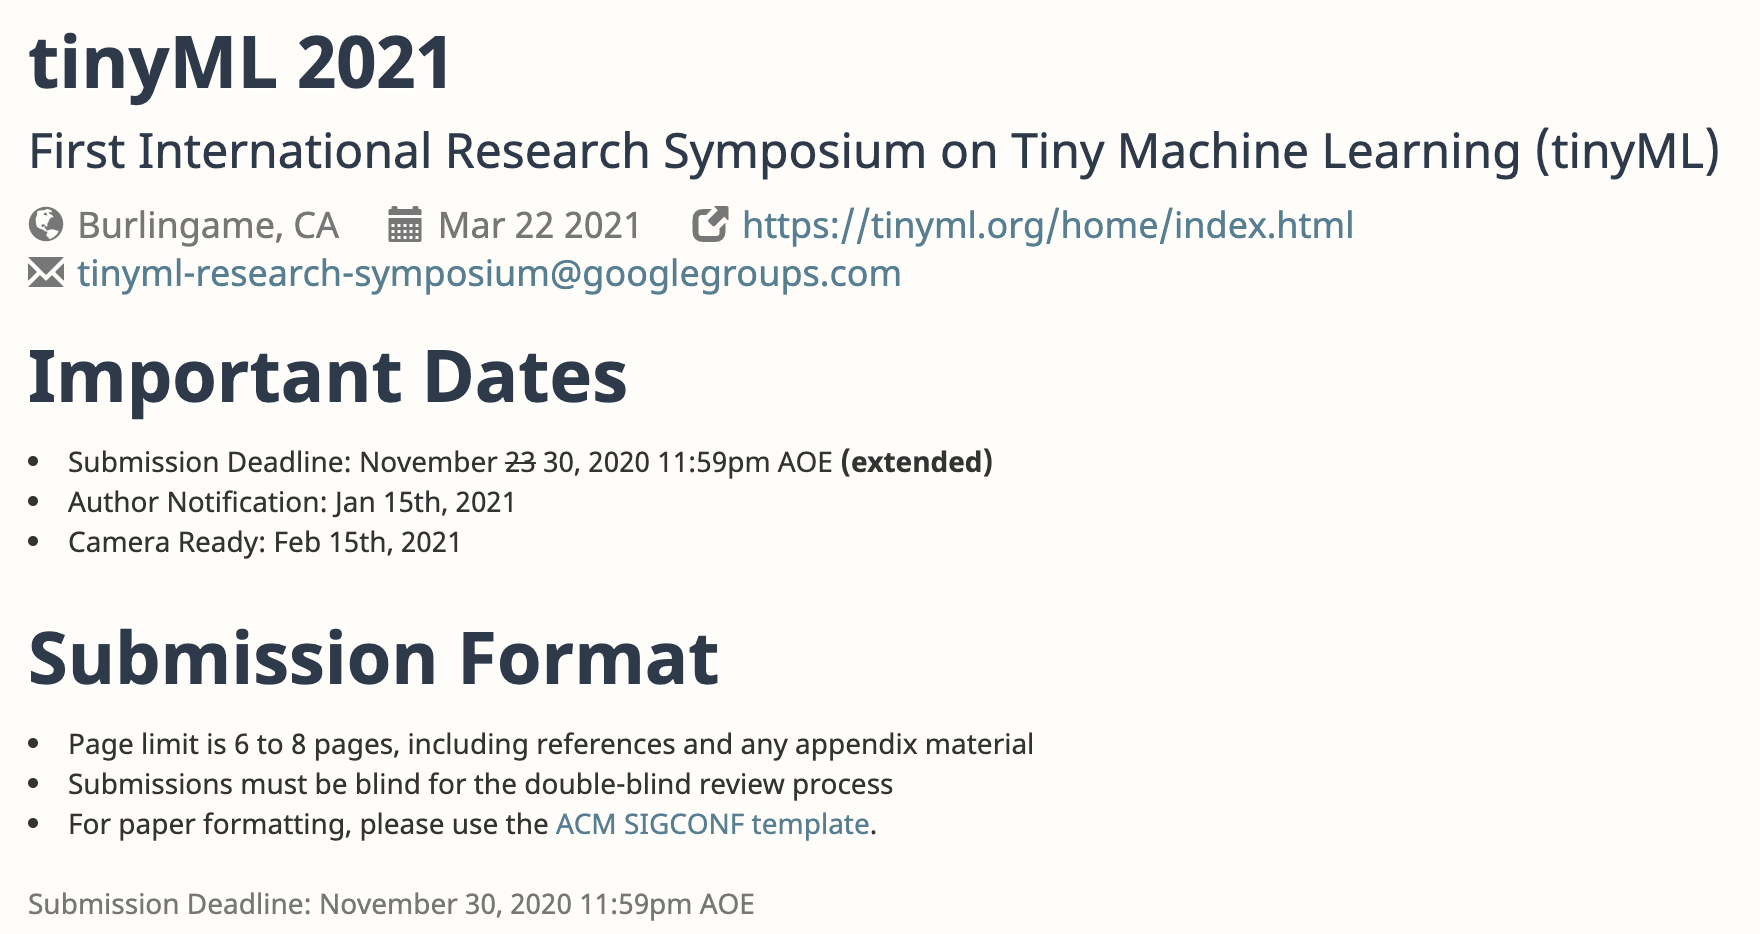 tinyML 2021
First International Research Symposium on Tiny Machine Learning (tinyML)
Burlingame, CA Mar 22 2021 https://tinyml.org/home/index.html
tinyml-research-symposium@googlegroups.com
Important Dates
• Submission Deadline: November 23 30, 2020 11:59pm AOE (extended)
• Author Notification: Jan 15th, 2021
• Camera Ready: Feb 15th, 2021
Submission Format
• Page limit is 6 to 8 pages, including references and any appendix material
• Submissions must be blind for the double-blind review process
• For paper formatting, please use the ACM SIGCONF template.
Submission Deadline: November 30, 2020 11:59pm AOE